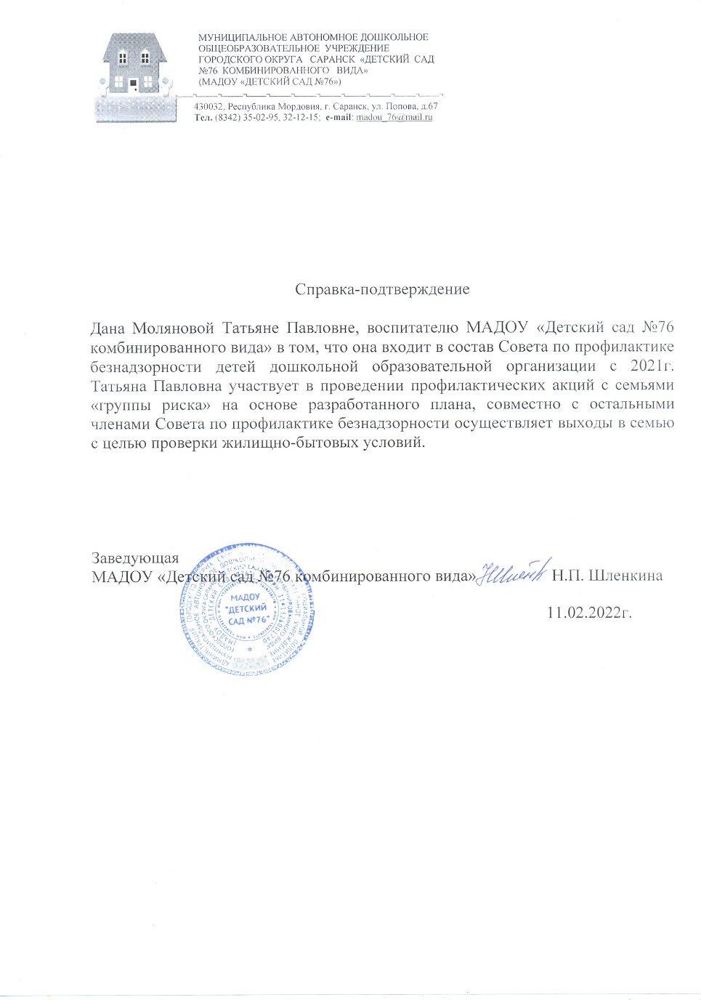 МУНИЦИПАЛЬНОЕ АВТОНОМНОЕ ДОШКОЛЬНОЕ
ОБЩЕОБРАЗОВАТЕЛЬНОЕ УЧРЕЖДЕНИЕ
ГОРОДСКОГО ОКРУГА САРАНСК «ДЕТСКИЙ САД
№76 КОМБИНИРОВАННОГО ВИДА»
(МАДОУ «ДЕТСКИЙ САД №76»)
430032, Республика Мордовия, г. Саранск, ул. Попова, д.67
Тел. (8342) 35-02-95, 32-12-15; e-mail: madou_76@mail.ru
Справка-подтверждение
Дана Моляновой Татьяне Павловне, воспитателю МАДОУ «Детский сад №76
комбинированного вида» в том, что она входит в состав Совета по профилактике
безнадзорности детей дошкольной образовательной организации с 2021г.
Татьяна Павловна участвует в проведении профилактических акций с семьями
«группы риска» на основе разработанного плана, совместно с остальными
членами Совета по профилактике безнадзорности осуществляет выходы в семью
с целью проверки жилищно-бытовых условий.
Заведующая
МАДОУ «Детский сад №76 комбинированного вида» Н.П. Шленкина
11.02.2022г.
МАДОУ
"ДЕТСКИЙ
САД №76"